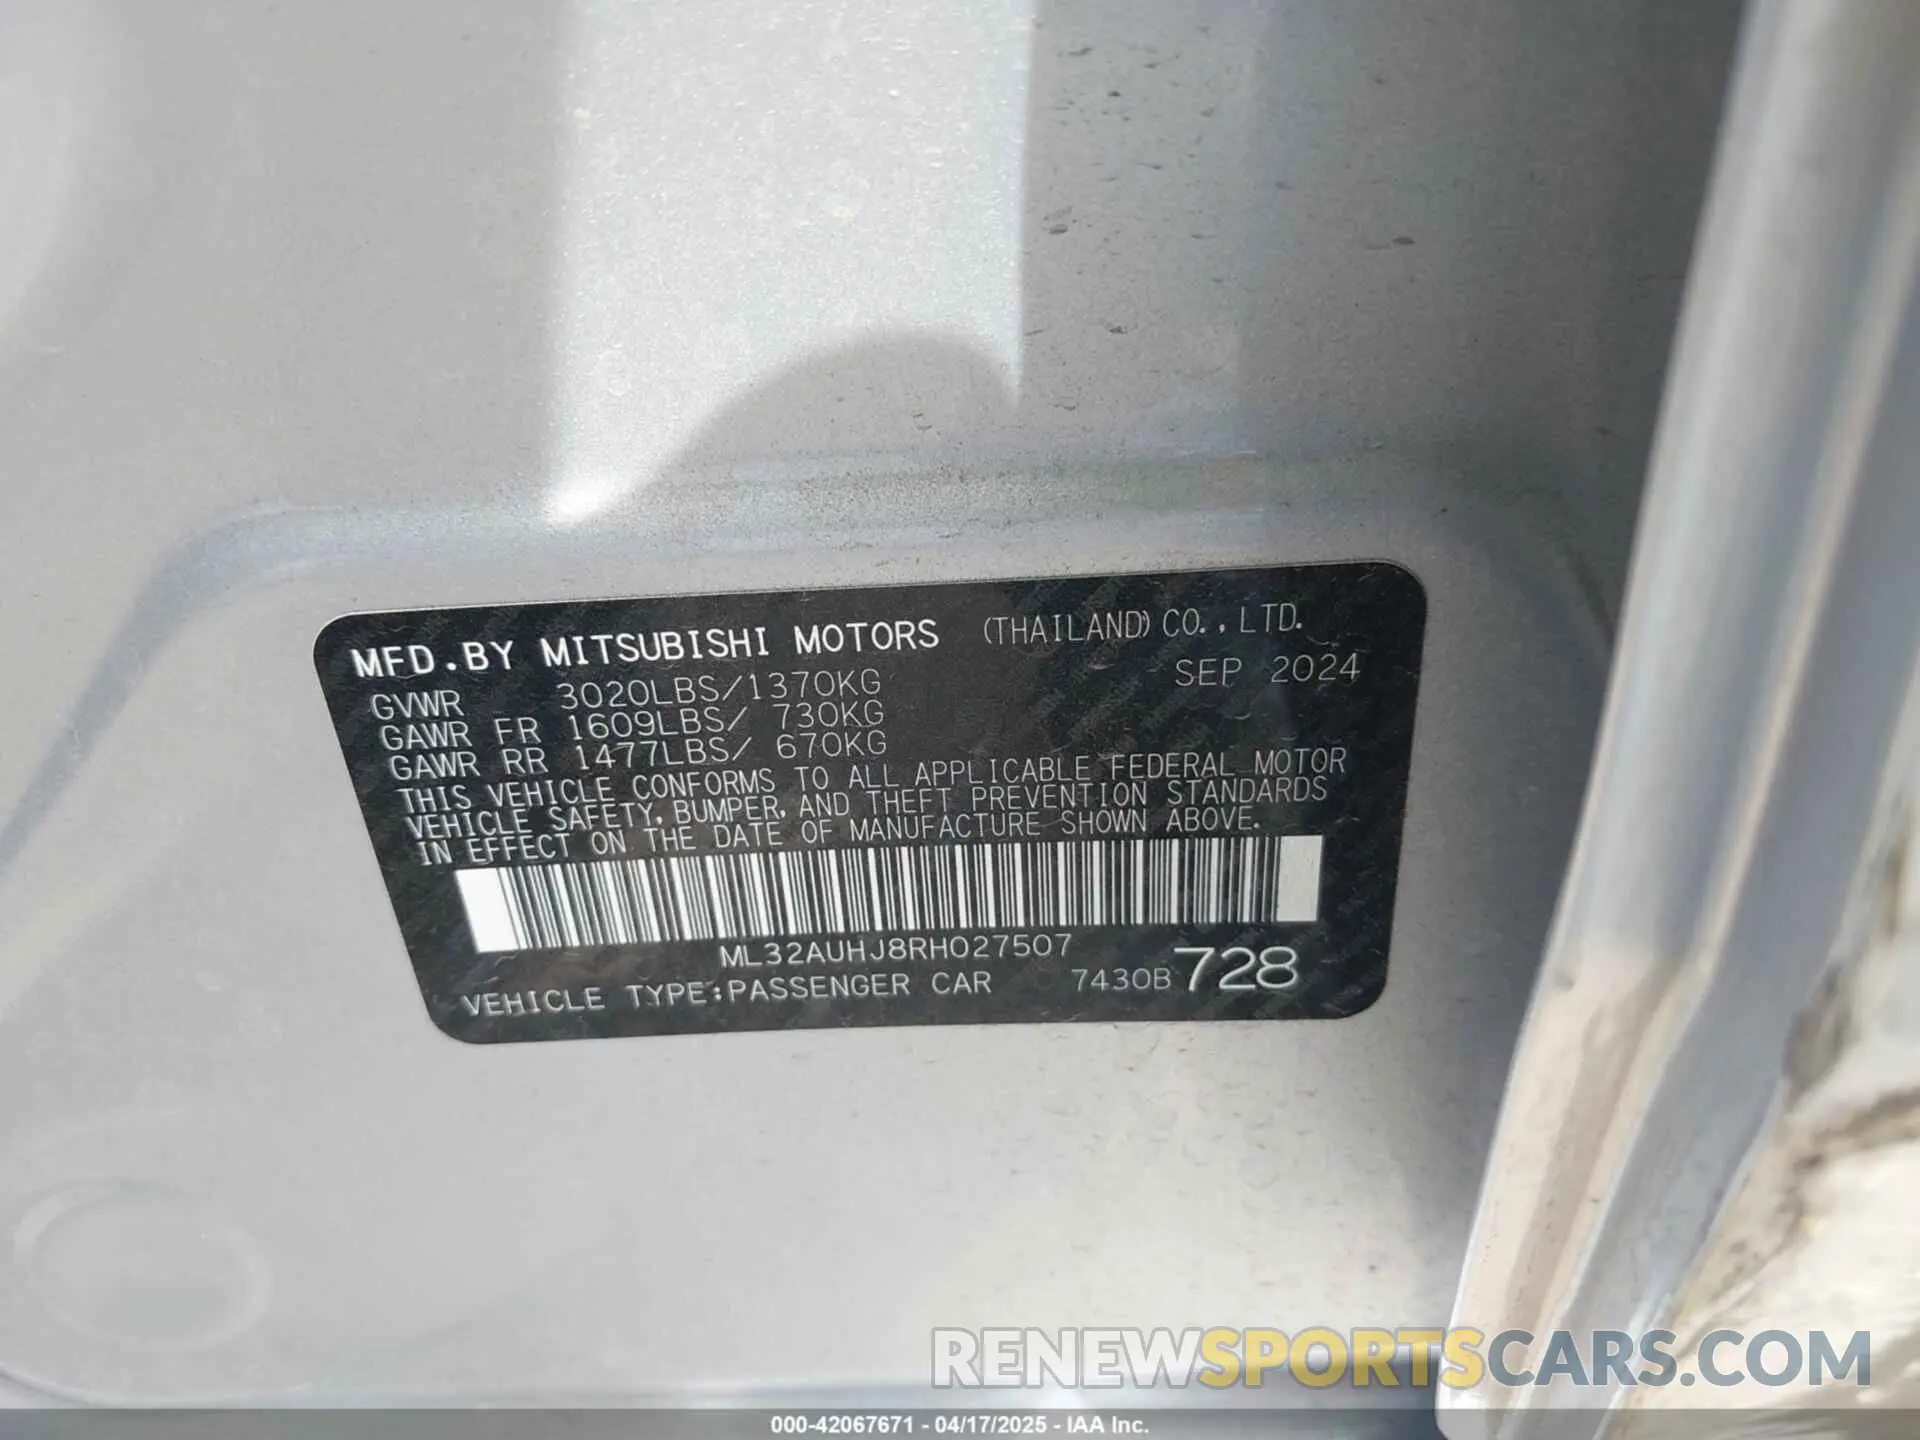 MFD.BY MITSUBISHI MOTORS (THAILAND) CO., LTD.
GVWR 3020LBS/1370KG SEP 2024
GAWR FR 1609LBS/ 730KG
GAWR RR 1477LBS/ 670KG
THIS VEHICLE CONFORMS TO ALL APPLICABLE FEDERAL MOTOR
VEHICLE SAFETY, BUMPER, AND THEFT PREVENTION STANDARDS
IN EFFECT ON THE DATE OF MANUFACTURE SHOWN ABOVE.
ML32AUHJ8RH027507
VEHICLE TYPE:PASSENGER CAR 7430B 728
RENEWSPORTSCARS.COM
000-42067671 - 04/17/2025 - IAA Inc.